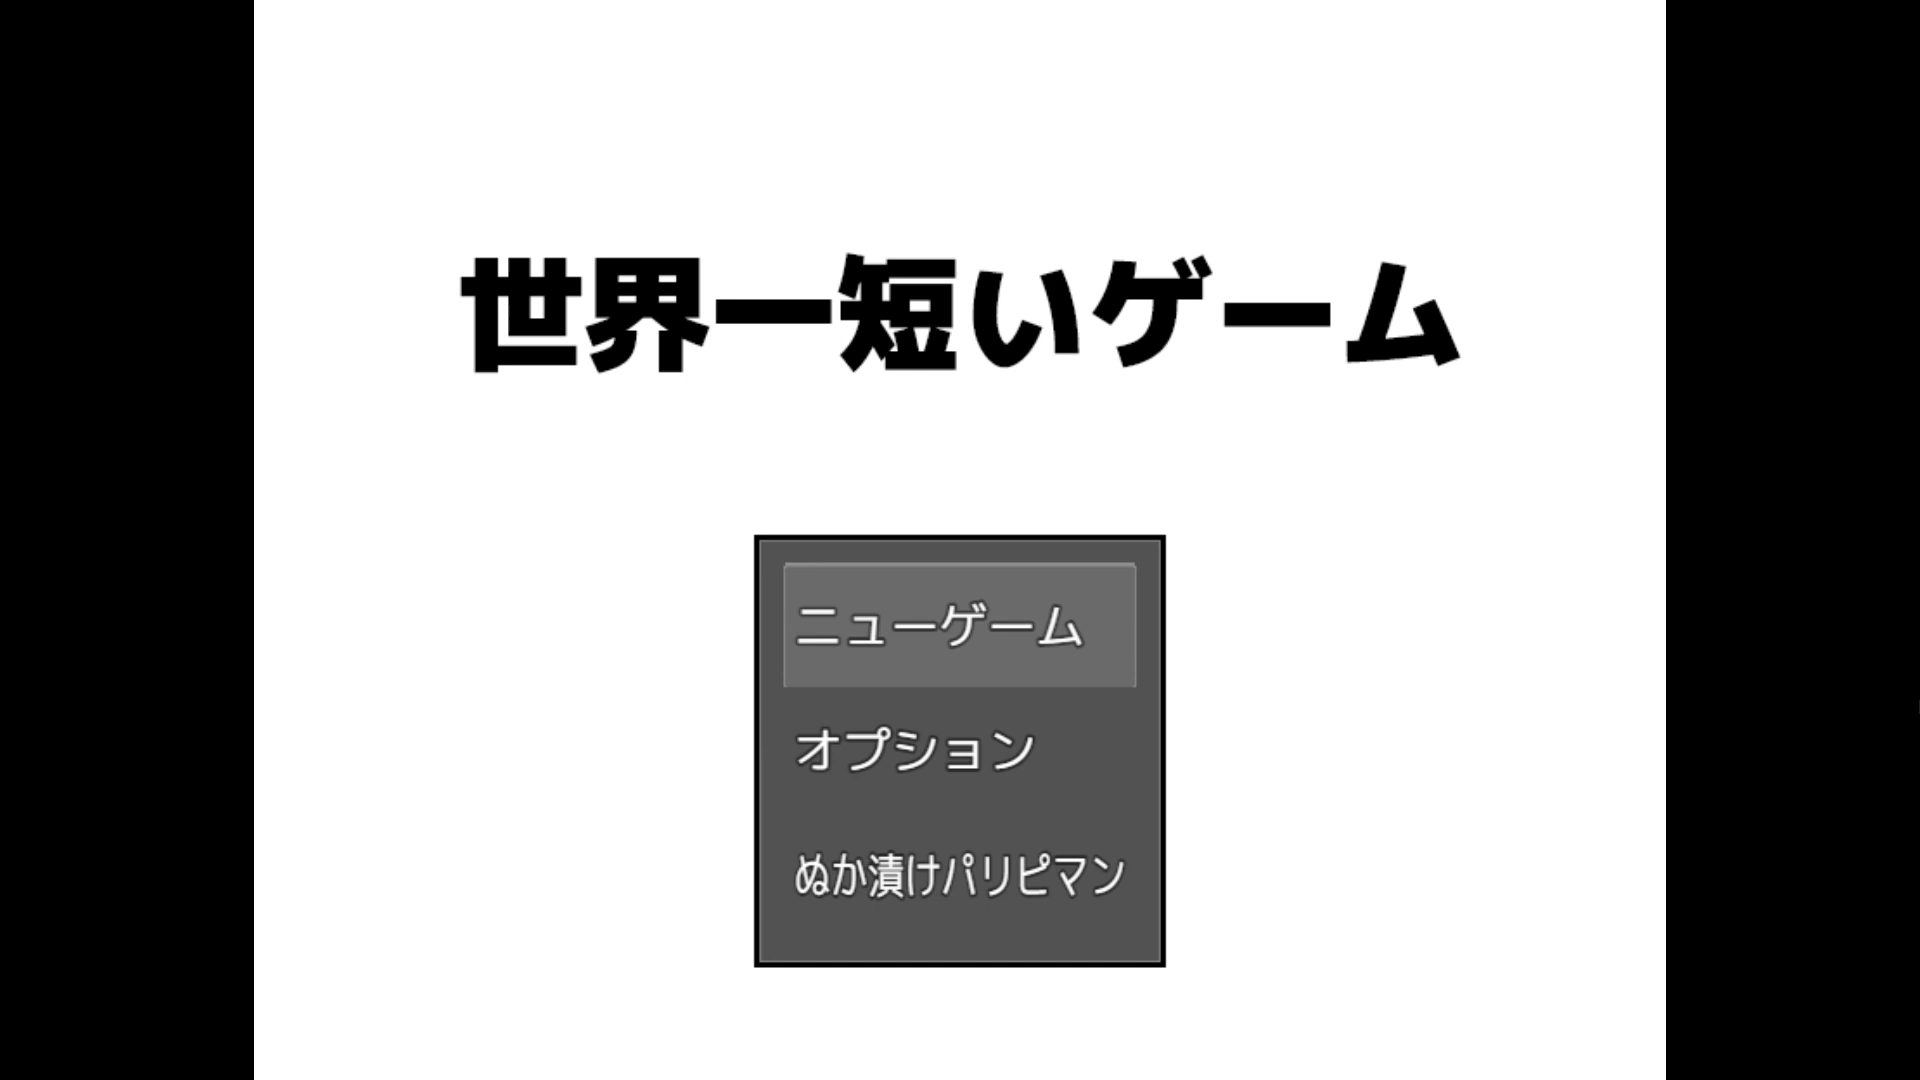 世界一短いゲーム
ニューゲーム
オプション
ぬか漬けパリピマン